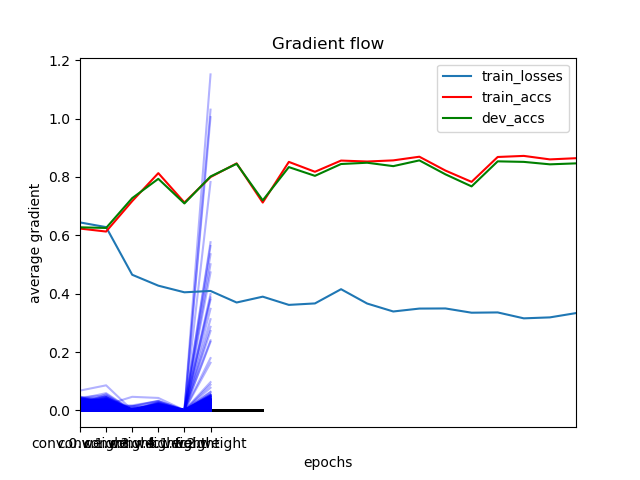 Gradient flow
train_losses
train_accs
dev_accs
average gradient
1.2
1.0
0.8
0.6
0.4
0.2
0.0
epochs